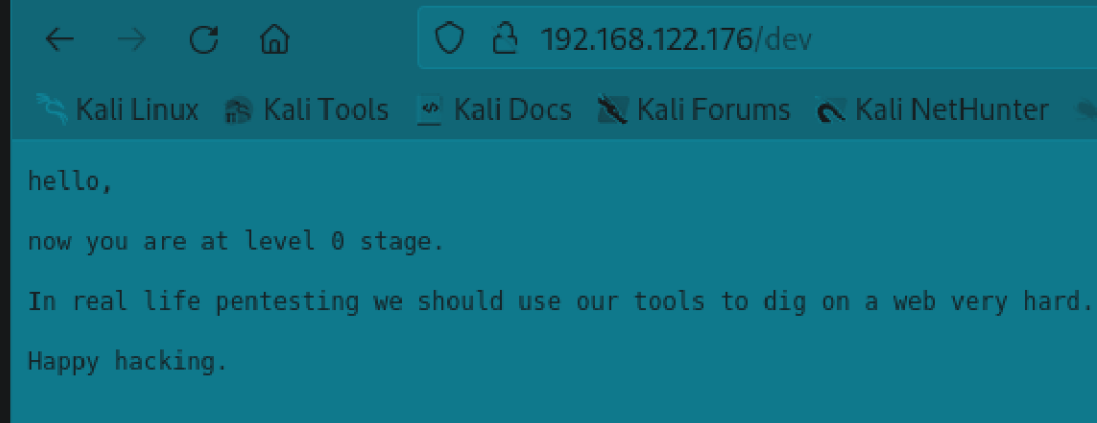 192.168.122.176/dev
Kali Linux Kali Tools Kali Docs Kali Forums Kali NetHunter
hello,
now you are at level 0 stage.
In real life pentesting we should use our tools to dig on a web very hard.
Happy hacking.